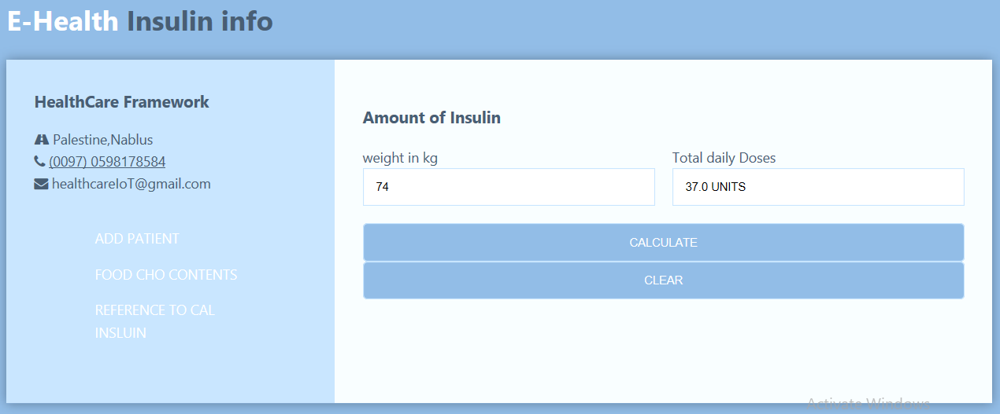 E-Health Insulin info
HealthCare Framework
Palestine,Nablus
(0097) 0598178584
healthcareIoT@gmail.com
ADD PATIENT
FOOD CHO CONTENTS
REFERENCE TO CAL
INSLUIN
Amount of Insulin
weight in kg
Total daily Doses
74
37.0 UNITS
CALCULATE
CLEAR
Activate Windows